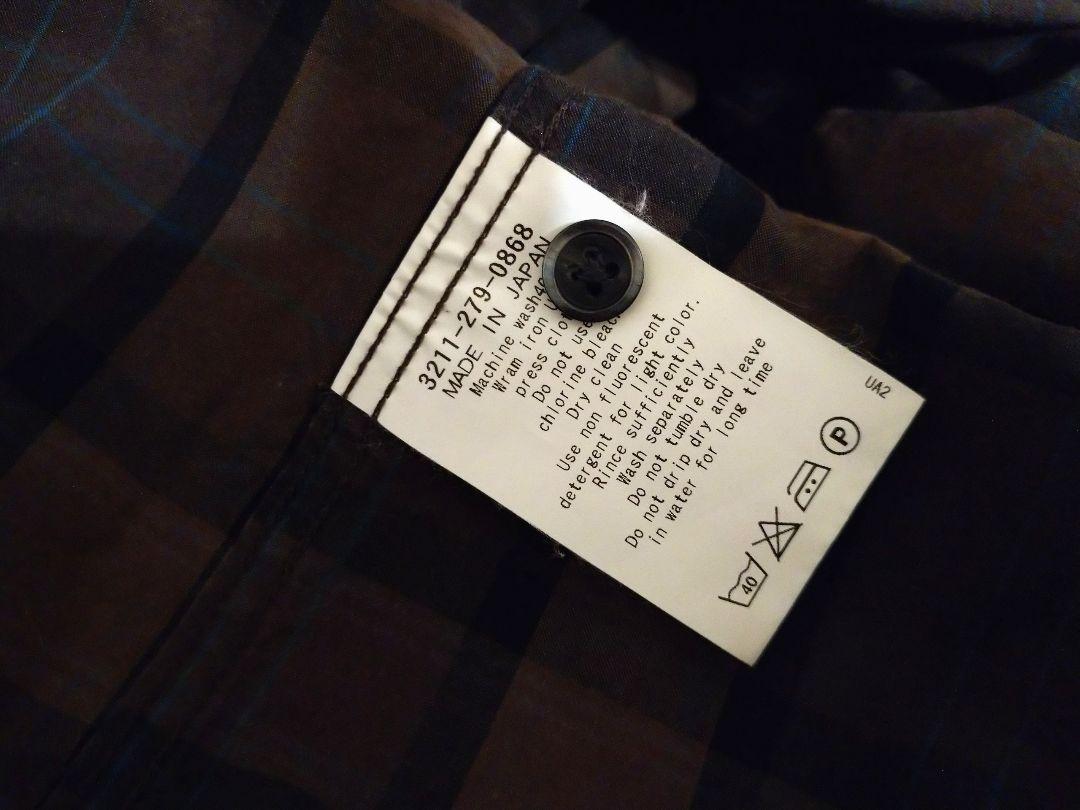 3211-279-0868
MADE IN JAPAN
Machine wash40
Wram iron
press
Do not use
chlorine
Dry clean
Use non fluorescent
detergent for light color.
Rince sufficiently
Wash separately
Do not tumble dry
Do not drip dry and leave
in water for long time
UA2
40
P